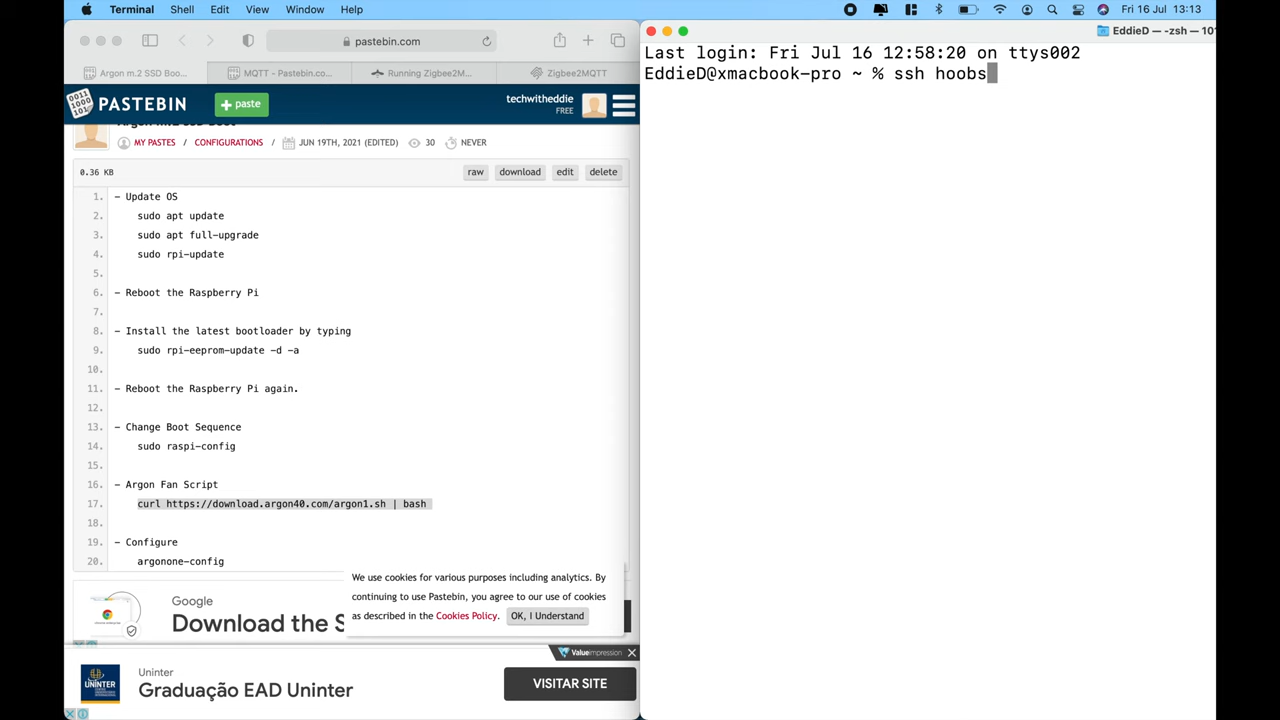 Terminal Shell Edit View Window Help Fri 16 Jul 13:13
pastebin.com
Argon m.2 SSD Boo... MQTT - Pastebin.co... Running Zigbee2M... Zigbee2MQTT
PASTEBIN + paste techwitheddie
FREE
Argon m.2 SSD Boot
MY PASTES / CONFIGURATIONS / JUN 19TH, 2021 (EDITED) 30 NEVER
0.36 KB raw download edit delete
1. - Update OS
2. sudo apt update
3. sudo apt full-upgrade
4. sudo rpi-update
5.
6. - Reboot the Raspberry Pi
7.
8. - Install the latest bootloader by typing
9. sudo rpi-eeprom-update -d -a
10.
11. - Reboot the Raspberry Pi again.
12.
13. - Change Boot Sequence
14. sudo raspi-config
15.
16. - Argon Fan Script
17. curl https://download.argon40.com/argon1.sh | bash
18.
19. - Configure
20. argonone-config
We use cookies for various purposes including analytics. By
continuing to use Pastebin, you agree to our use of cookies
as described in the Cookies Policy. OK, I Understand
Google
Download the S
ValueImpression
UNINTER
Uninter
Graduação EAD Uninter
VISITAR SITE
EddieD — -zsh — 101
Last login: Fri Jul 16 12:58:20 on ttys002
EddieD@xmacbook-pro ~ % ssh hoobs